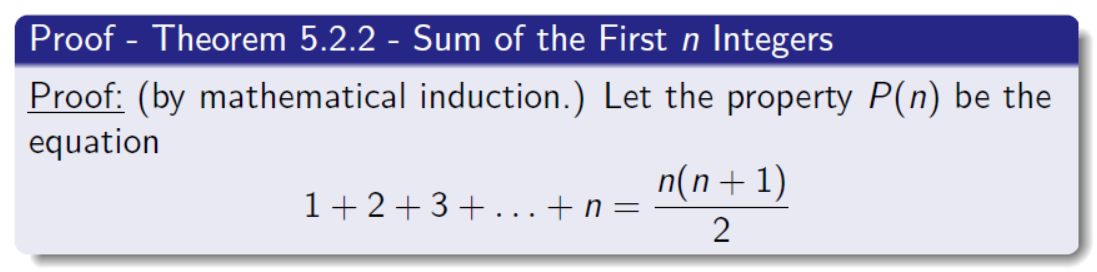 Proof - Theorem 5.2.2 - Sum of the First n Integers
Proof: (by mathematical induction.) Let the property P(n) be the
equation
1 + 2 + 3 + . . . + n = n(n + 1) / 2